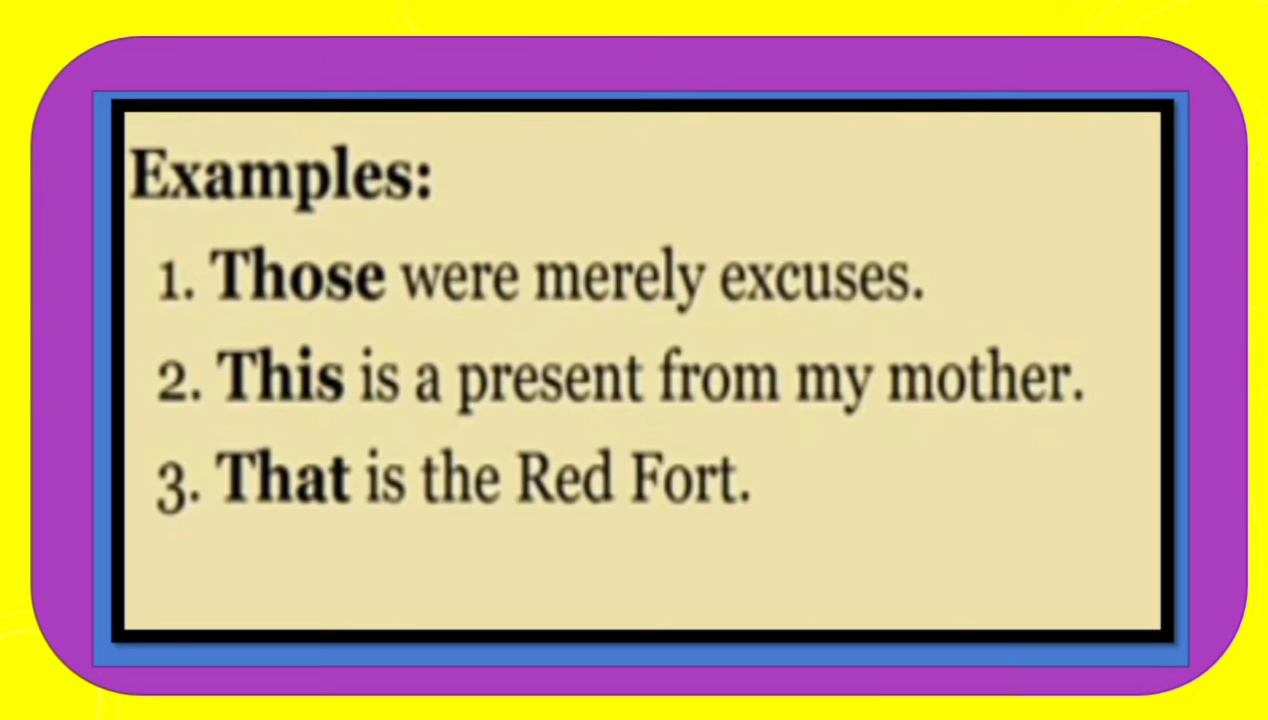 Examples:
1. Those were merely excuses.
2. This is a present from my mother.
3. That is the Red Fort.